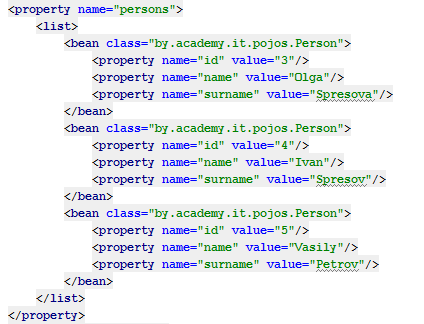 <property name="persons">
<list>
<bean class="by.academy.it.pojos.Person">
<property name="id" value="3"/>
<property name="name" value="Olga"/>
<property name="surname" value="Spresova"/>
</bean>
<bean class="by.academy.it.pojos.Person">
<property name="id" value="4"/>
<property name="name" value="Ivan"/>
<property name="surname" value="Spresov"/>
</bean>
<bean class="by.academy.it.pojos.Person">
<property name="id" value="5"/>
<property name="name" value="Vasily"/>
<property name="surname" value="Petrov"/>
</bean>
</list>
</property>